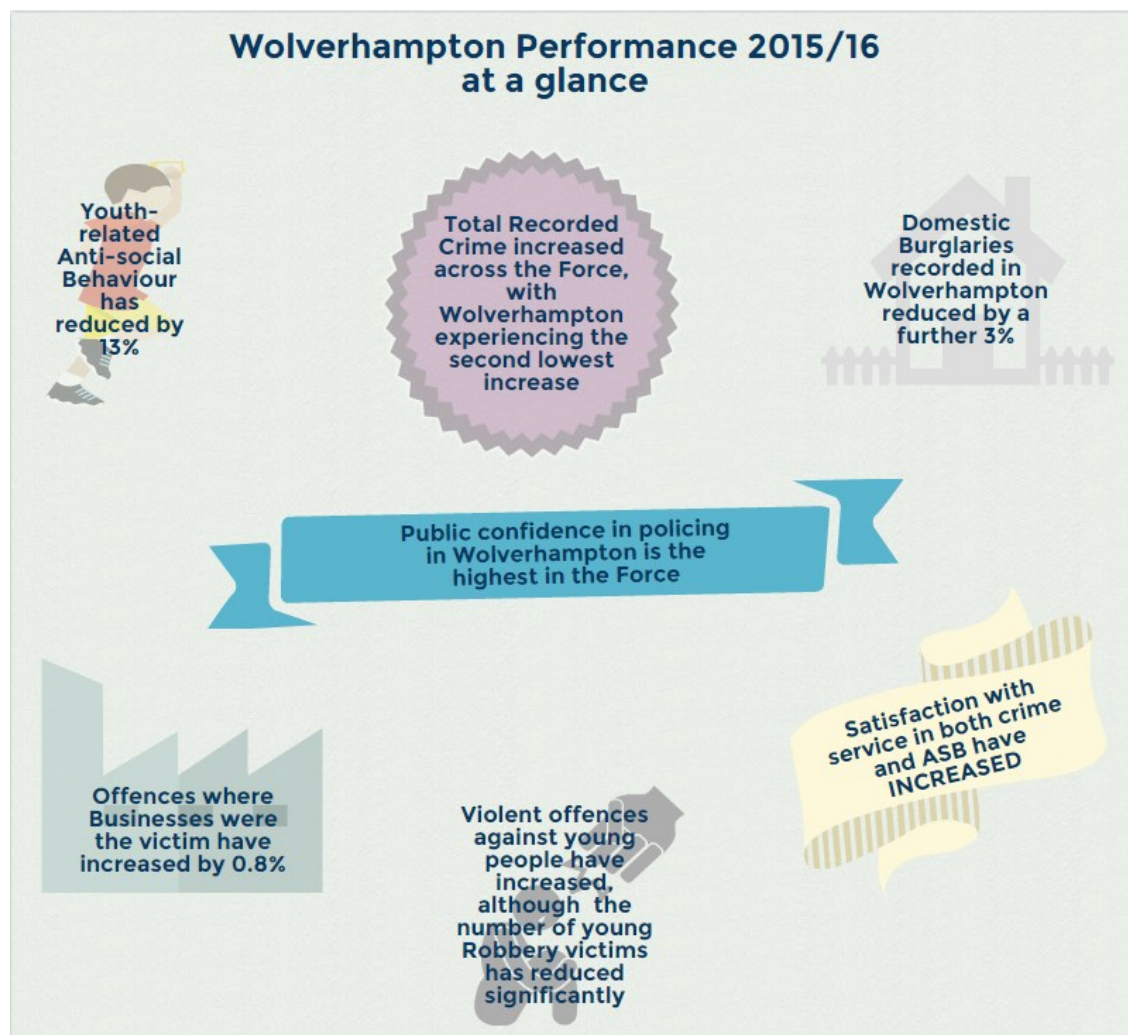 Wolverhampton Performance 2015/16
at a glance
Youth-
related
Anti-social
Behaviour
has
reduced by
13%
Total Recorded
Crime increased
across the Force,
with
Wolverhampton
experiencing the
second lowest
increase
Domestic
Burglaries
recorded in
Wolverhampton
reduced by a
further 3%
Public confidence in policing
in Wolverhampton is the
highest in the Force
Satisfaction with
service in both crime
and ASB have
INCREASED
Offences where
Businesses were
the victim have
increased by 0.8%
Violent offences
against young
people have
increased,
although the
number of young
Robbery victims
has reduced
significantly